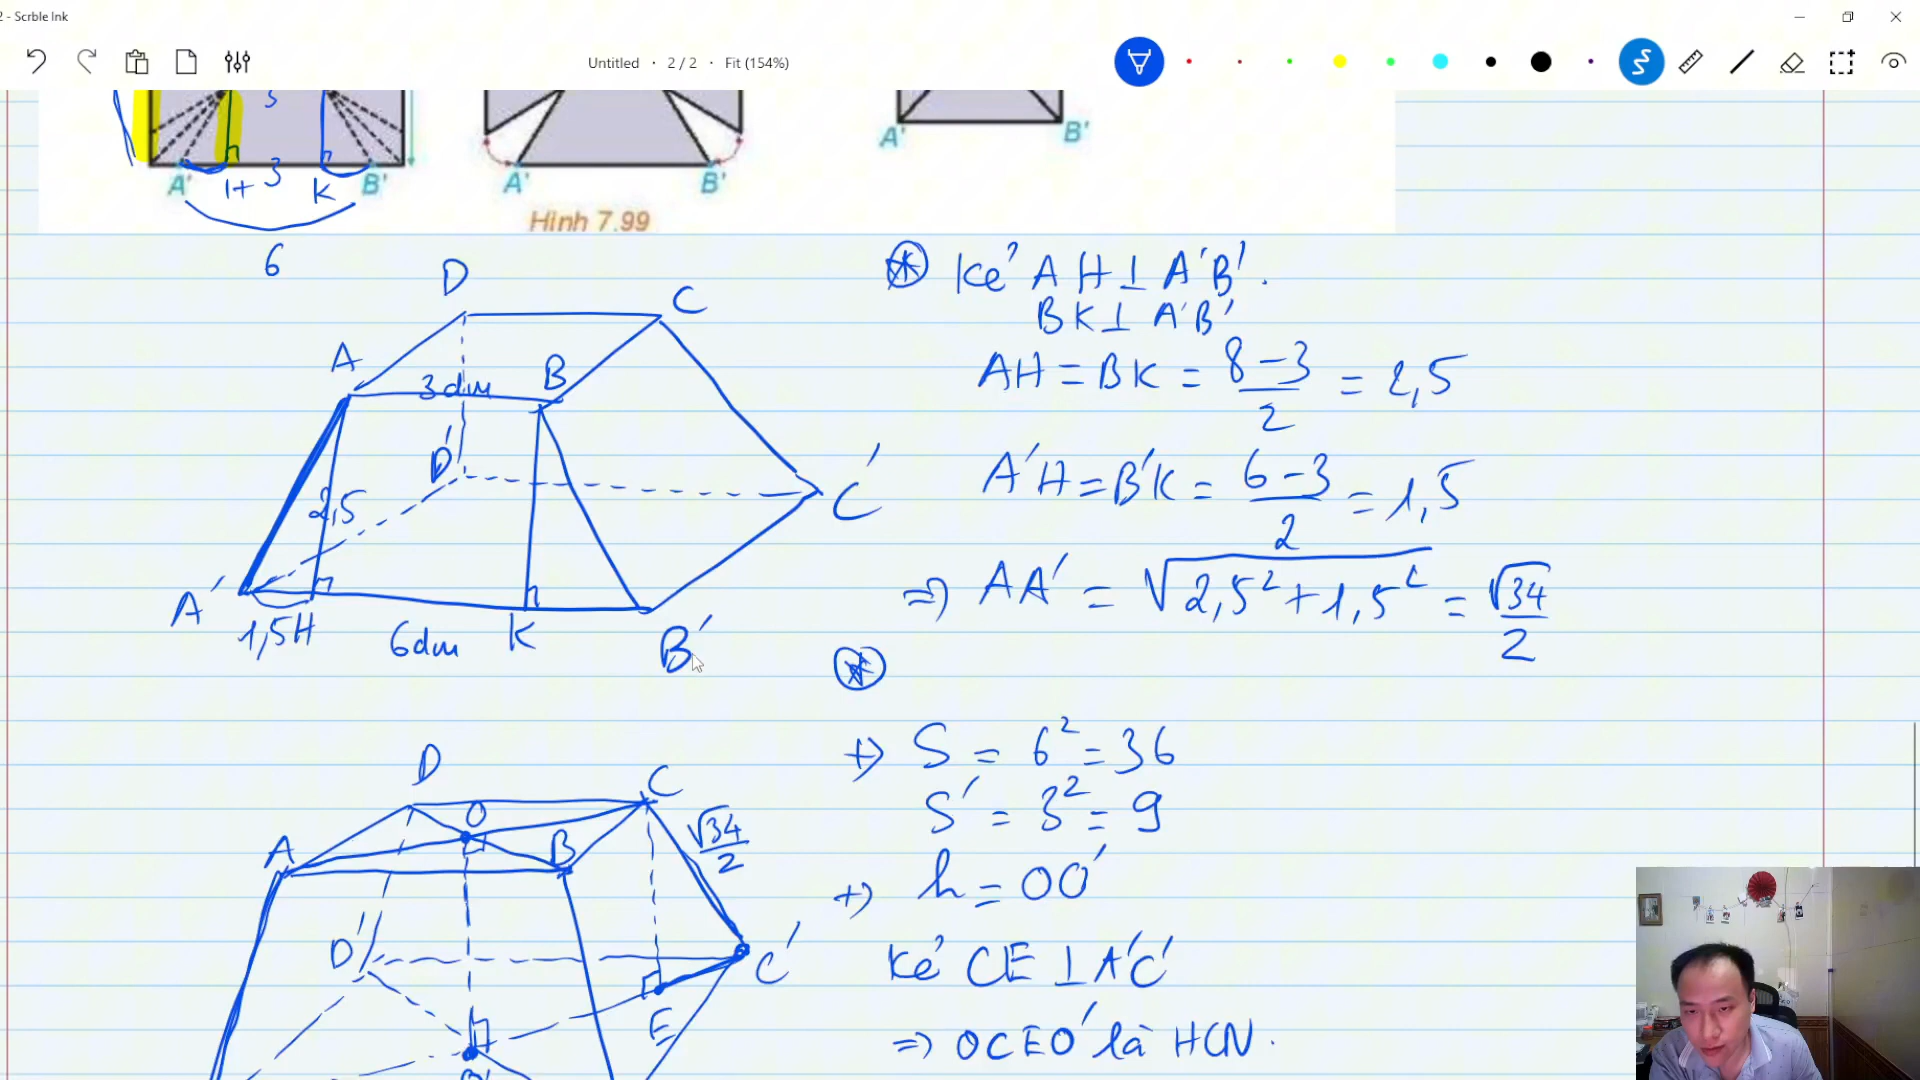 2 - Scrble Ink
Untitled · 2 / 2 · Fit (154%)
A' 1+ 3 K B'
6
A' B'
A' B'
Hình 7.99
D
C
A
B
3dm
D'
C'
2,5
A'
1,5H
6dm
K
B'
⊛ Kẻ AH ⊥ A'B'.
BK ⊥ A'B'
AH = BK = (8 - 3)/2 = 2,5
A'H = B'K = (6 - 3)/2 = 1,5
=> AA' = √(2,5² + 1,5²) = √34/2
⊛
+) S = 6² = 36
S' = 3² = 9
+) h = OO'
Kẻ CE ⊥ A'C'
=> OCEO' là HCN.
D
C
O
√34/2
A
B
D'
C'
E